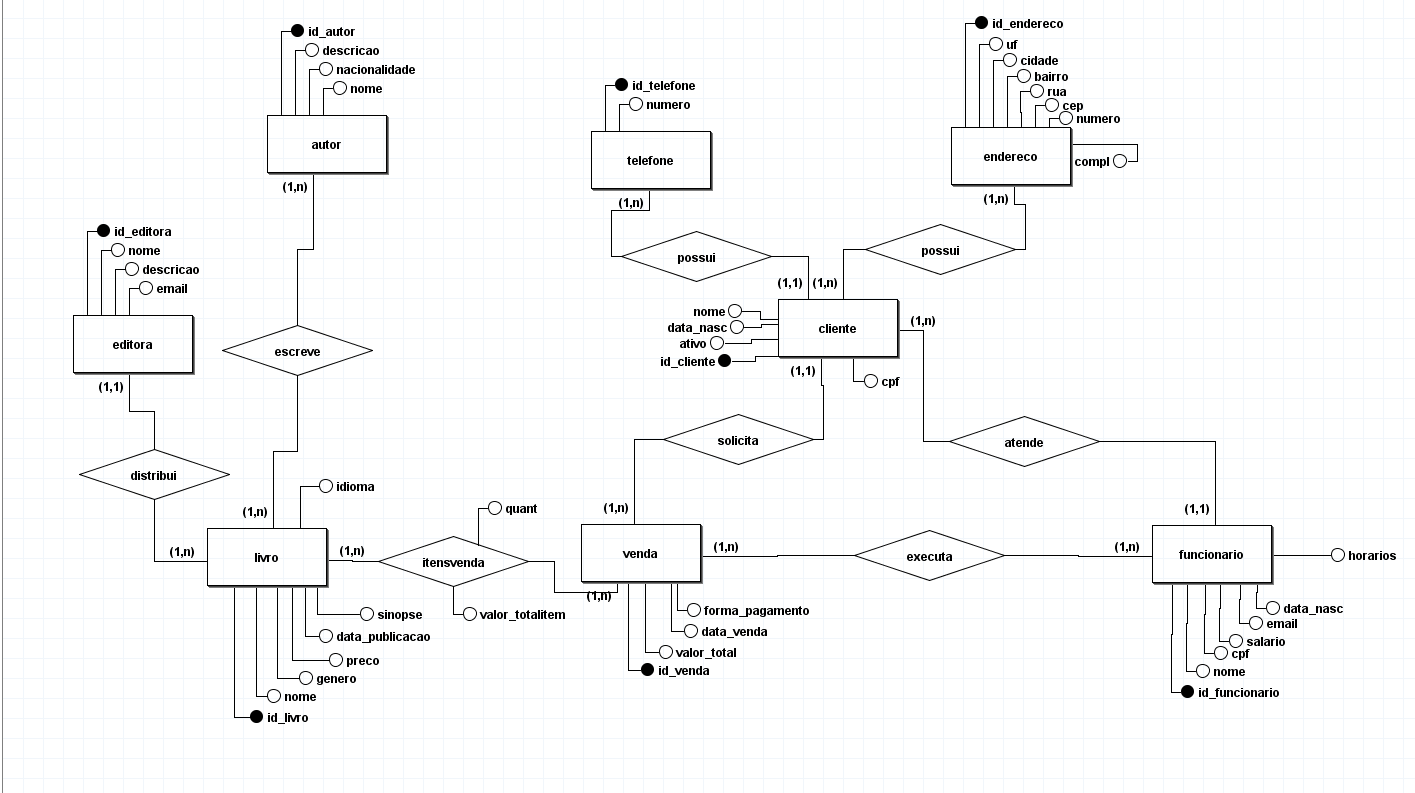 id_autor
descricao
nacionalidade
nome
autor
(1,n)
id_telefone
numero
telefone
(1,n)
id_endereco
uf
cidade
bairro
rua
cep
numero
endereco
compl
(1,n)
id_editora
nome
descricao
email
editora
(1,1)
escreve
possui
possui
(1,1)
(1,n)
nome
data_nasc
ativo
id_cliente
cliente
(1,n)
(1,1)
cpf
distribui
solicita
atende
(1,n)
(1,n)
idioma
livro
(1,n)
quant
itensvenda
valor_totalitem
(1,n)
(1,n)
venda
(1,n)
executa
(1,n)
(1,1)
funcionario
horarios
sinopse
data_publicacao
preco
genero
nome
id_livro
forma_pagamento
data_venda
valor_total
id_venda
data_nasc
email
salario
cpf
nome
id_funcionario